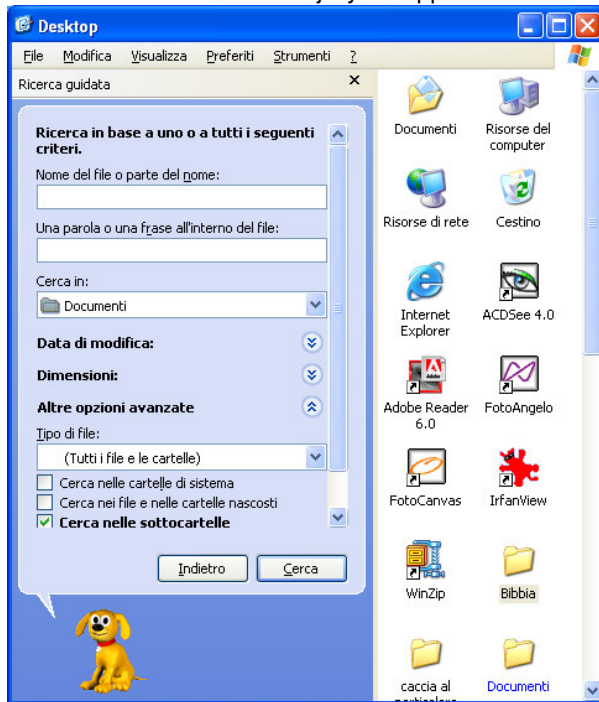 Desktop
File Modifica Visualizza Preferiti Strumenti ?
Ricerca guidata
Ricerca in base a uno o a tutti i seguenti
criteri.
Nome del file o parte del nome:
Una parola o una frase all'interno del file:
Cerca in:
Documenti
Data di modifica:
Dimensioni:
Altre opzioni avanzate
Tipo di file:
(Tutti i file e le cartelle)
Cerca nelle cartelle di sistema
Cerca nei file e nelle cartelle nascosti
Cerca nelle sottocartelle
Indietro Cerca
Documenti
Risorse del
computer
Risorse di rete
Cestino
Internet
Explorer
ACDSee 4.0
Adobe Reader
6.0
FotoAngelo
FotoCanvas
IrfanView
WinZip
Bibbia
caccia al
Documenti